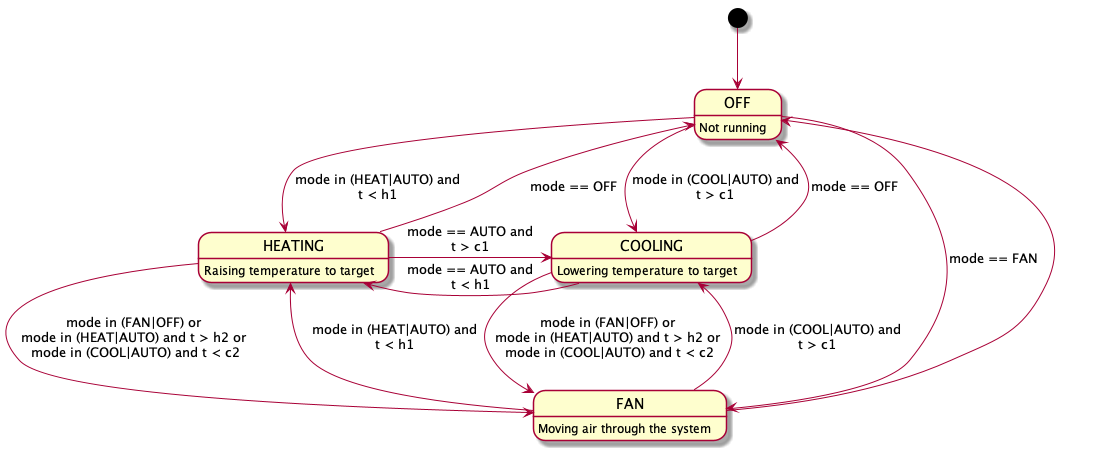 OFF
Not running
mode in (HEAT|AUTO) and
t < h1
mode == OFF
mode in (COOL|AUTO) and
t > c1
mode == OFF
HEATING
Raising temperature to target
mode == AUTO and
t > c1
mode == AUTO and
t < h1
COOLING
Lowering temperature to target
mode == FAN
mode in (FAN|OFF) or
mode in (HEAT|AUTO) and t > h2 or
mode in (COOL|AUTO) and t < c2
mode in (HEAT|AUTO) and
t < h1
mode in (FAN|OFF) or
mode in (HEAT|AUTO) and t > h2 or
mode in (COOL|AUTO) and t < c2
mode in (COOL|AUTO) and
t > c1
FAN
Moving air through the system